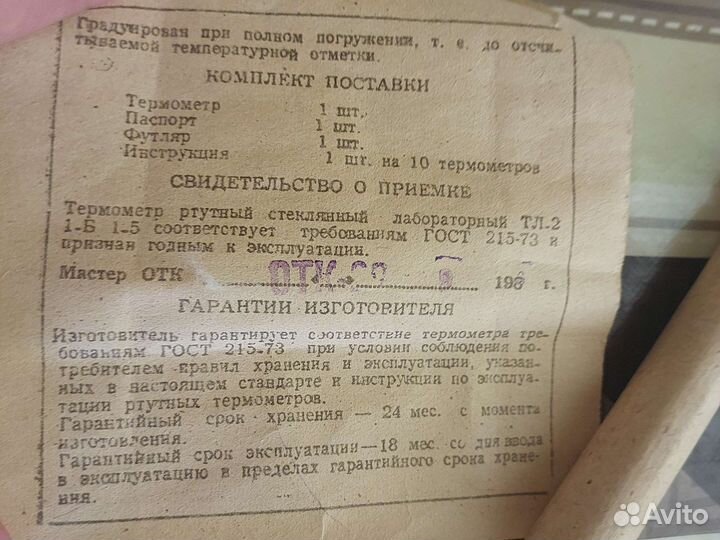 Градуирован при полном погружении, т. е. до отсчи-
тываемой температурной отметки.
КОМПЛЕКТ ПОСТАВКИ
Термометр 1 шт.
Паспорт 1 шт.
Футляр 1 шт.
Инструкция 1 шт. на 10 термометров
СВИДЕТЕЛЬСТВО О ПРИЕМКЕ
Термометр ртутный стеклянный лабораторный ТЛ-2
1-Б 1-5 соответствует требованиям ГОСТ 215-73 и
признан годным к эксплуатации.
Мастер ОТК ОТК 198 г.
ГАРАНТИИ ИЗГОТОВИТЕЛЯ
Изготовитель гарантирует соответствие термометра тре-
бованиям ГОСТ 215-73 при условии соблюдения по-
требителем правил хранения и эксплуатации, указан-
ных в настоящем стандарте и инструкции по эксплуа-
тации ртутных термометров.
Гарантийный срок хранения — 24 мес. с момента
изготовления.
Гарантийный срок эксплуатации—18 мес. со дня ввода
в эксплуатацию в пределах гарантийного срока хране-
ния.
Avito